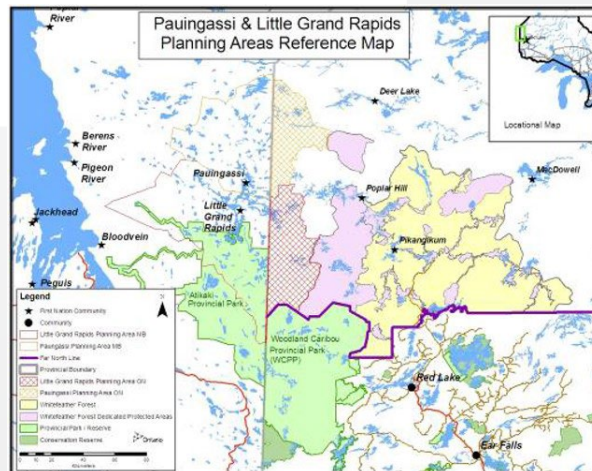 Pauingassi & Little Grand Rapids
Planning Areas Reference Map
Locational Map
Deer Lake
Berens
River
Pigeon
River
Pauingassi
Poplar Hill
MacDowell
Little
Grand
Rapids
Jackhead
Bloodvein
Pikangikum
Peguis
Atikaki
Provincial Park
Woodland Caribou
Provincial Park
(WCPP)
Red Lake
Ear Falls
Legend
First Nation Community
Community
Little Grand Rapids Planning Area MB
Pauingassi Planning Area MB
Far North Line
Provincial Boundary
Little Grand Rapids Planning Area ON
Pauingassi Planning Area ON
Whitefeather Forest
Whitefeather Forest Dedicated Protected Areas
Provincial Park / Reserve
Conservation Reserve
Ontario
Kilometers